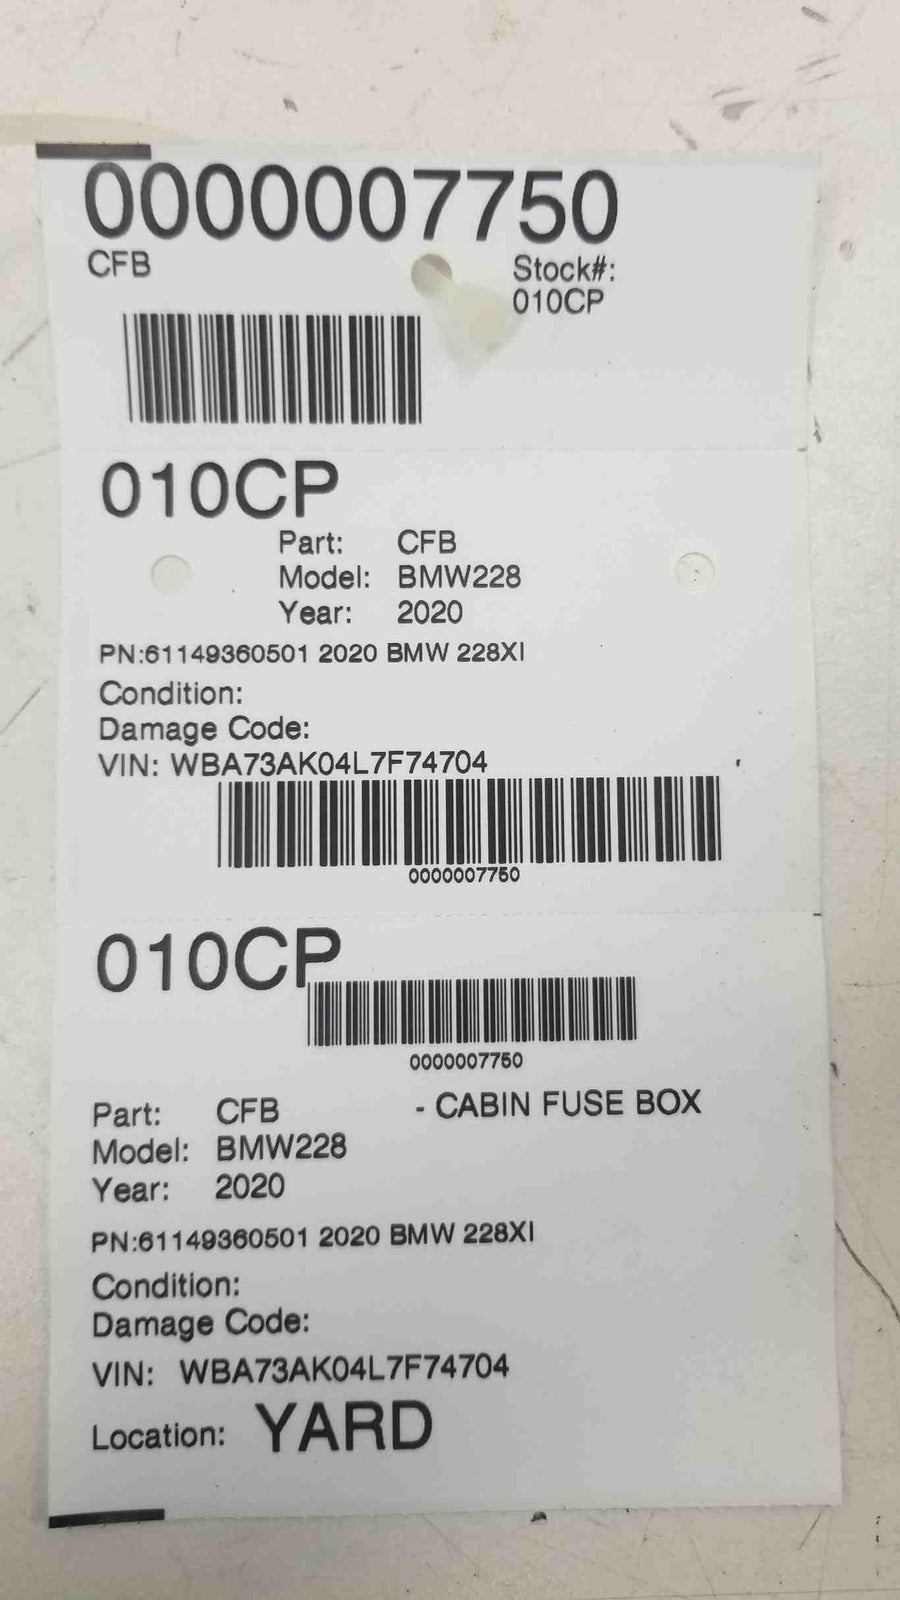 0000007750
CFB
Stock#:
010CP
010CP
Part: CFB
Model: BMW228
Year: 2020
PN:61149360501 2020 BMW 228XI
Condition:
Damage Code:
VIN: WBA73AK04L7F74704
0000007750
010CP
0000007750
Part: CFB - CABIN FUSE BOX
Model: BMW228
Year: 2020
PN:61149360501 2020 BMW 228XI
Condition:
Damage Code:
VIN: WBA73AK04L7F74704
Location: YARD